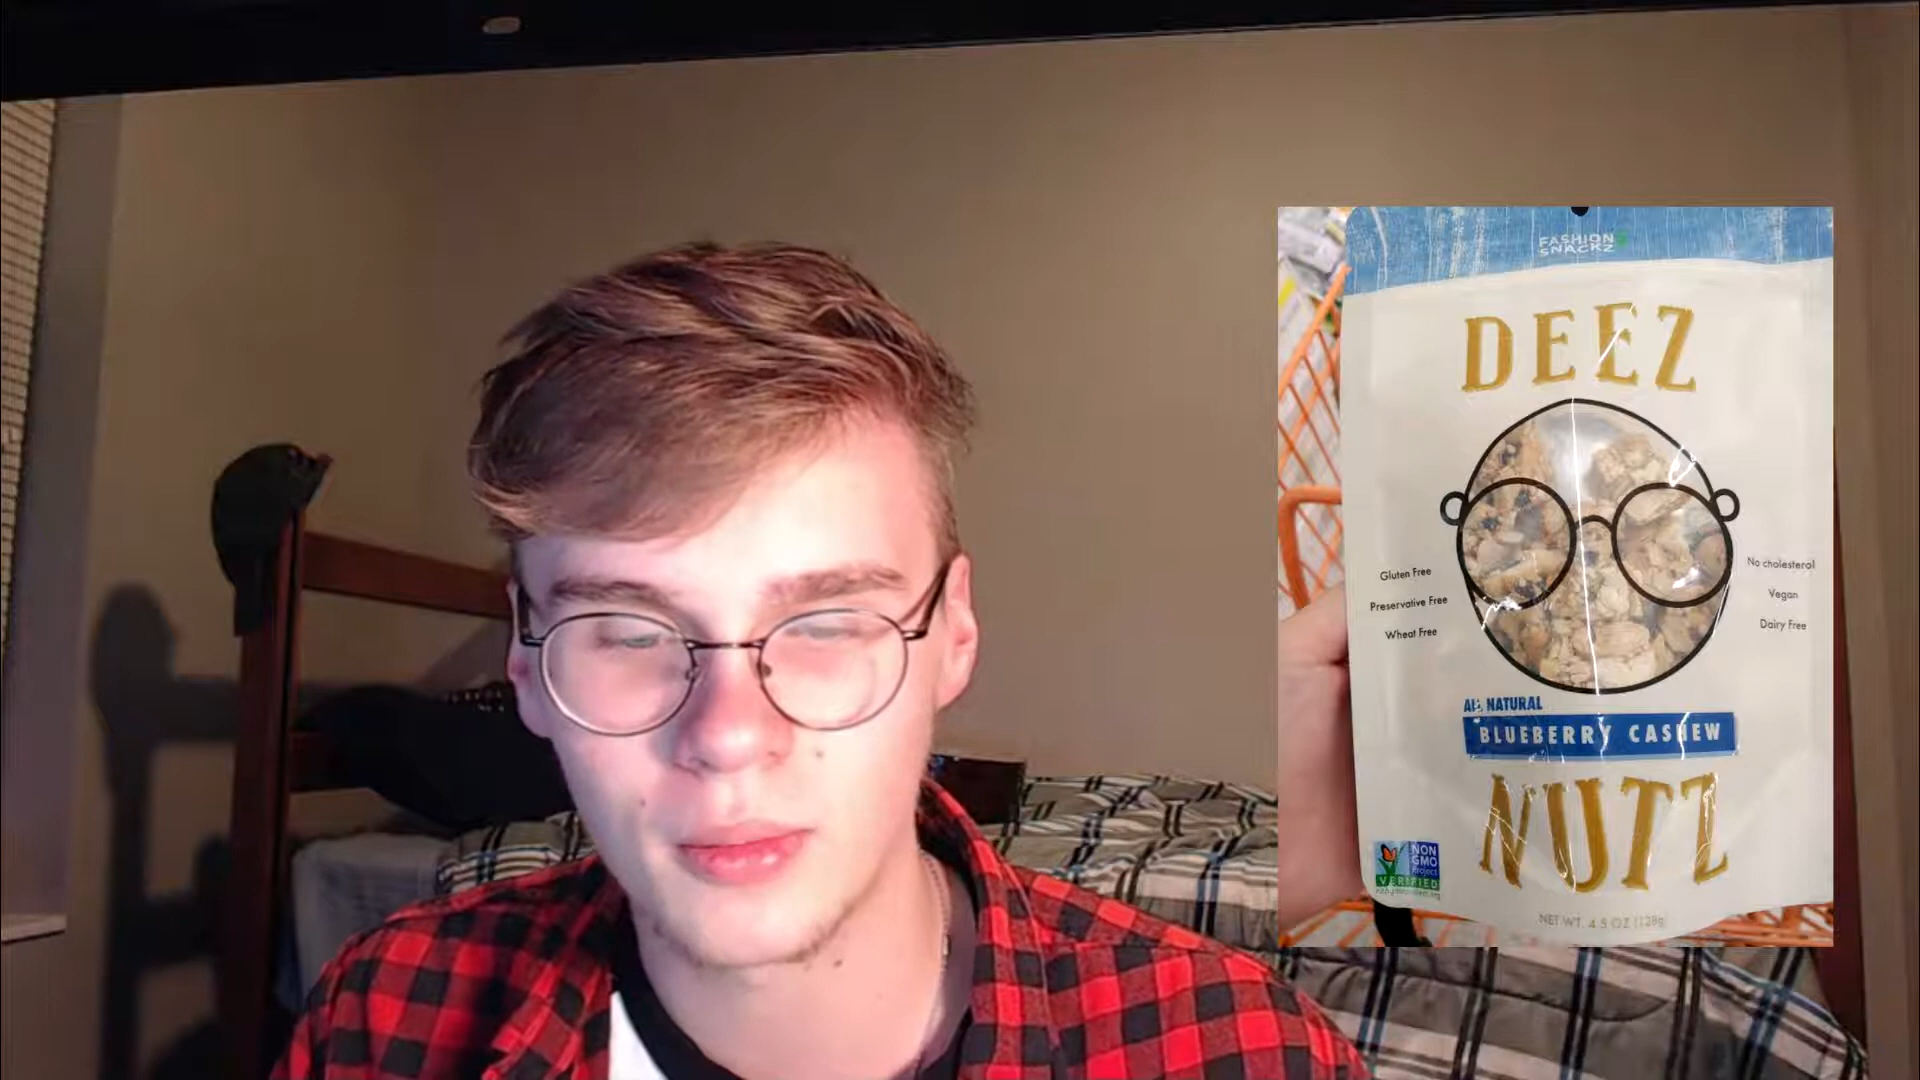 FASHION
SNACKZ
DEEZ
Gluten Free
Preservative Free
Wheat Free
No cholesterol
Vegan
Dairy Free
ALL NATURAL
BLUEBERRY CASHEW
NUTZ
NON
GMO
Project
VERIFIED
NET WT. 4.5 OZ (128g)